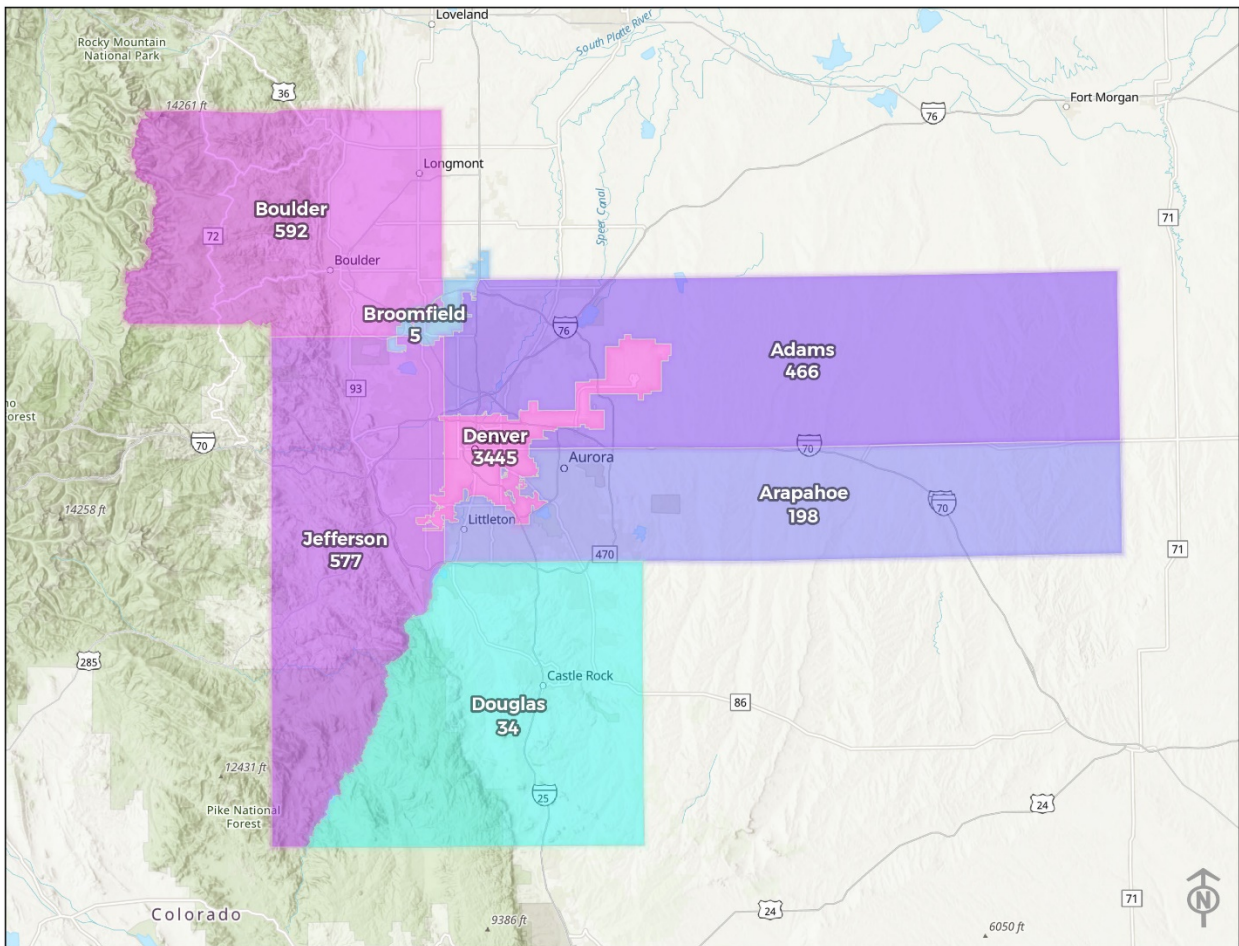 Loveland
Rocky Mountain
National Park
South Platte River
36
14261 ft
Fort Morgan
76
Longmont
Speer Canal
Boulder
592
71
72
Boulder
Broomfield
5
76
Adams
466
93
orest
70
Denver
3445
70
Aurora
Arapahoe
198
70
14258 ft
Littleton
Jefferson
577
470
71
285
Castle Rock
Douglas
34
86
12431 ft
Pike National
Forest
25
24
N
71
Colorado
9386 ft
24
6050 ft